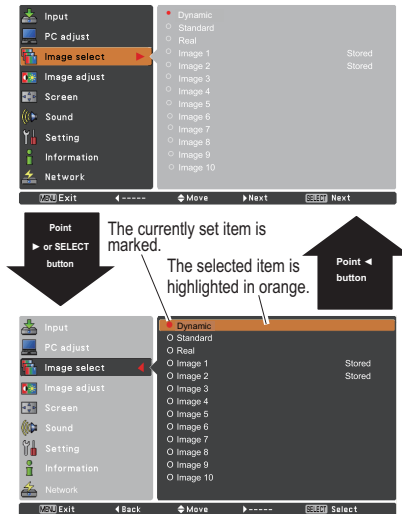 Input
PC adjust
Image select
Image adjust
Screen
Sound
Setting
Information
Network
Dynamic
Standard
Real
Image 1 Stored
Image 2 Stored
Image 3
Image 4
Image 5
Image 6
Image 7
Image 8
Image 9
Image 10
MENU Exit ◄----- Move ►Next SELECT Next
Point
► or SELECT
button
The currently set item is
marked.
The selected item is
highlighted in orange.
Point ◄
button
Input
PC adjust
Image select
Image adjust
Screen
Sound
Setting
Information
Network
Dynamic
Standard
Real
Image 1 Stored
Image 2 Stored
Image 3
Image 4
Image 5
Image 6
Image 7
Image 8
Image 9
Image 10
MENU Exit ◄Back Move ►----- SELECT Select